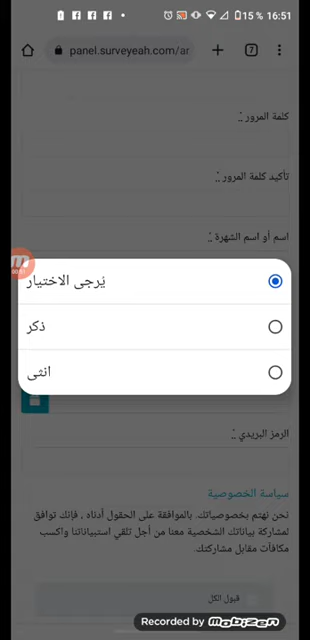 15 % 16:51
panel.surveyeah.com/ar
7
كلمة المرور *:
تأكيد كلمة المرور *:
اسم أو اسم الشهرة *:
يُرجى الاختيار
ذكر
انثى
الرمز البريدي *:
سياسة الخصوصية
نحن نهتم بخصوصياتك. بالموافقة على الحقول أدناه ، فإنك توافق
لمشاركة بياناتك الشخصية معنا من أجل تلقي استبياناتنا واكسب
مكافآت مقابل مشاركتك.
قبول الكل
Recorded by mobizen